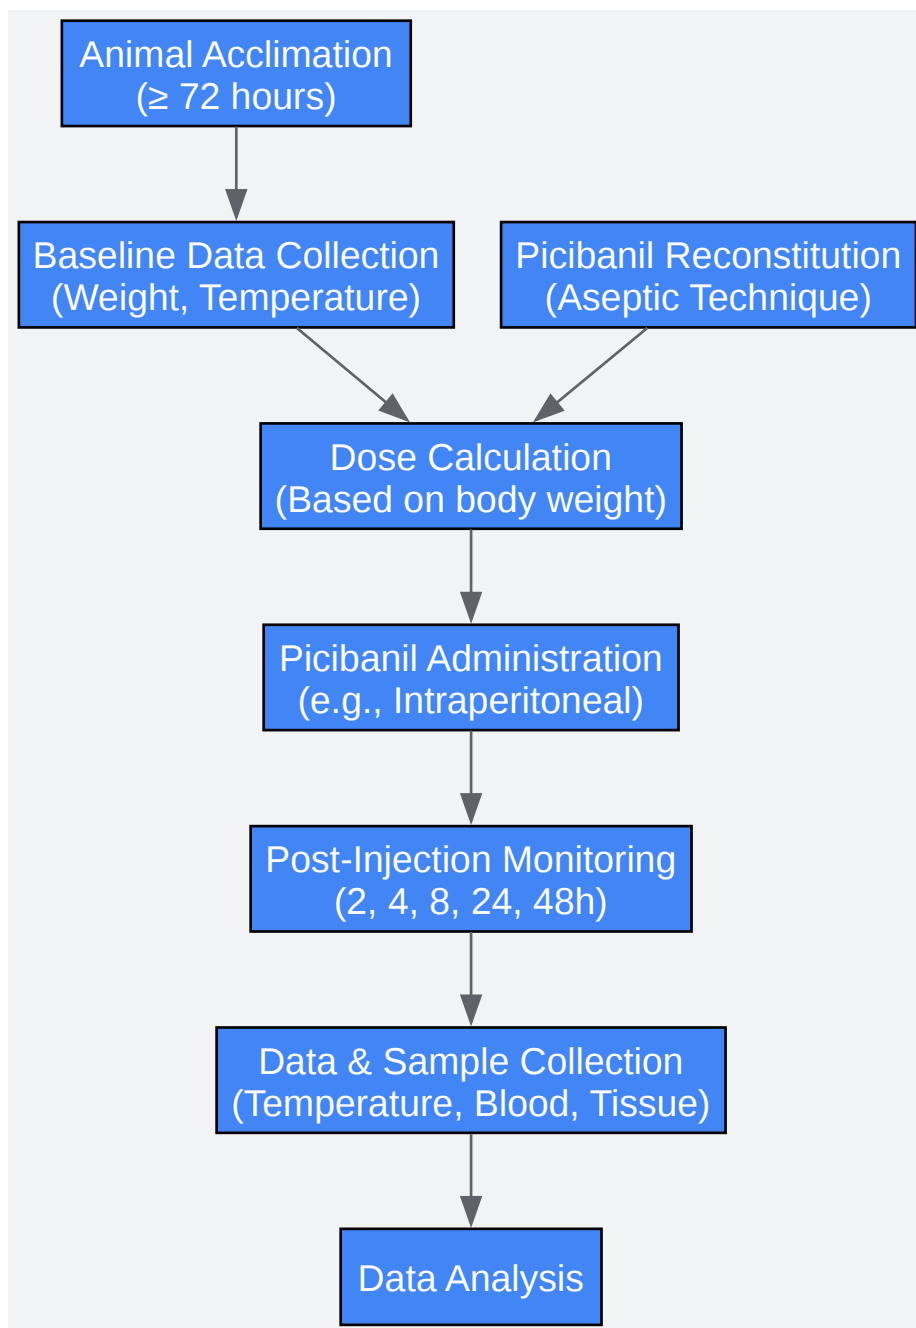 Animal Acclimation
(≥ 72 hours)
Baseline Data Collection
(Weight, Temperature)
Picibanil Reconstitution
(Aseptic Technique)
Dose Calculation
(Based on body weight)
Picibanil Administration
(e.g., Intraperitoneal)
Post-Injection Monitoring
(2, 4, 8, 24, 48h)
Data & Sample Collection
(Temperature, Blood, Tissue)
Data Analysis